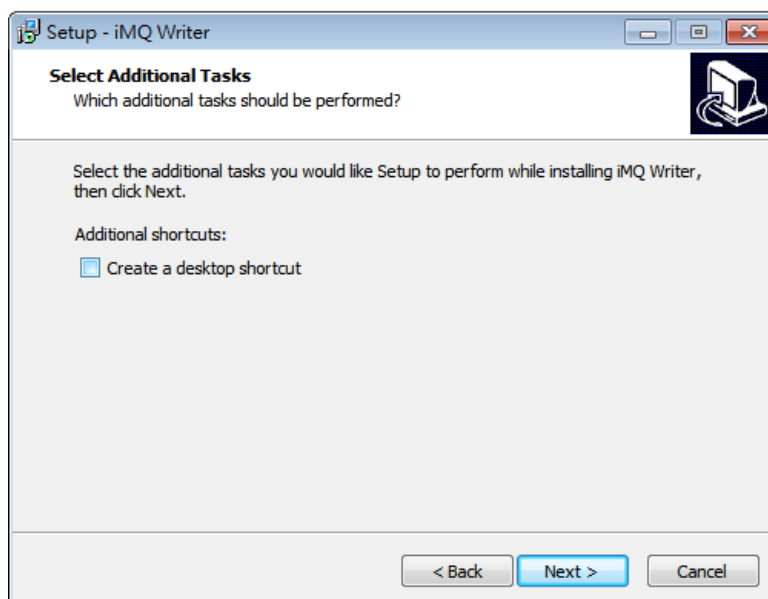 Setup - iMQ Writer
Select Additional Tasks
Which additional tasks should be performed?
Select the additional tasks you would like Setup to perform while installing iMQ Writer,
then click Next.
Additional shortcuts:
Create a desktop shortcut
< Back
Next >
Cancel